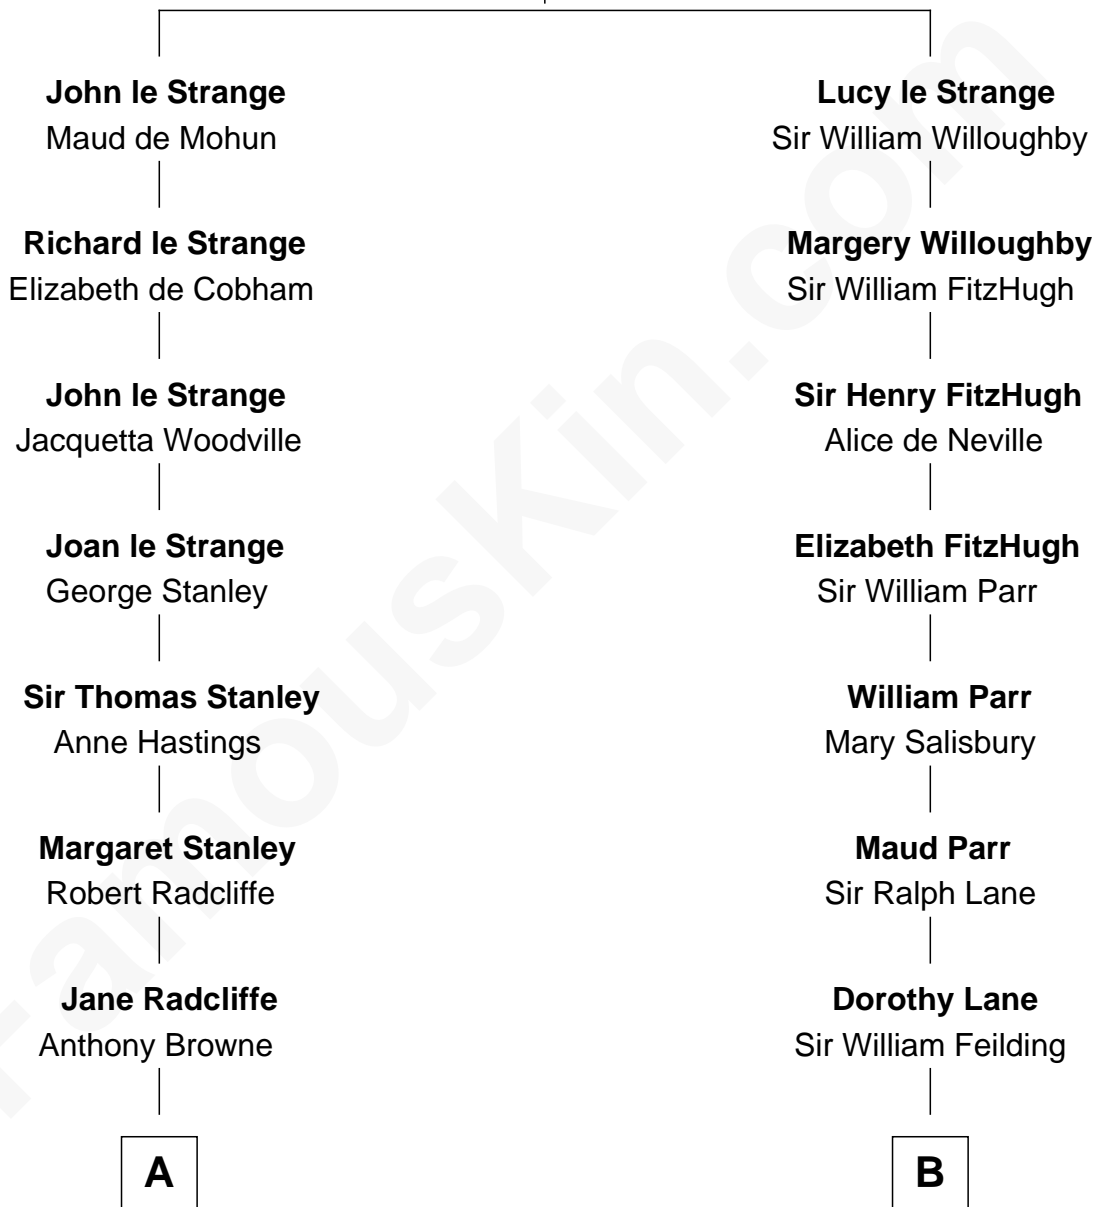 John le Strange
Maud de Mohun
Richard le Strange
Elizabeth de Cobham
John le Strange
Jacquetta Woodville
Joan le Strange
George Stanley
Sir Thomas Stanley
Anne Hastings
Margaret Stanley
Robert Radcliffe
Jane Radcliffe
Anthony Browne
A
Lucy le Strange
Sir William Willoughby
Margery Willoughby
Sir William FitzHugh
Sir Henry FitzHugh
Alice de Neville
Elizabeth FitzHugh
Sir William Parr
William Parr
Mary Salisbury
Maud Parr
Sir Ralph Lane
Dorothy Lane
Sir William Feilding
B
FamousKin.com